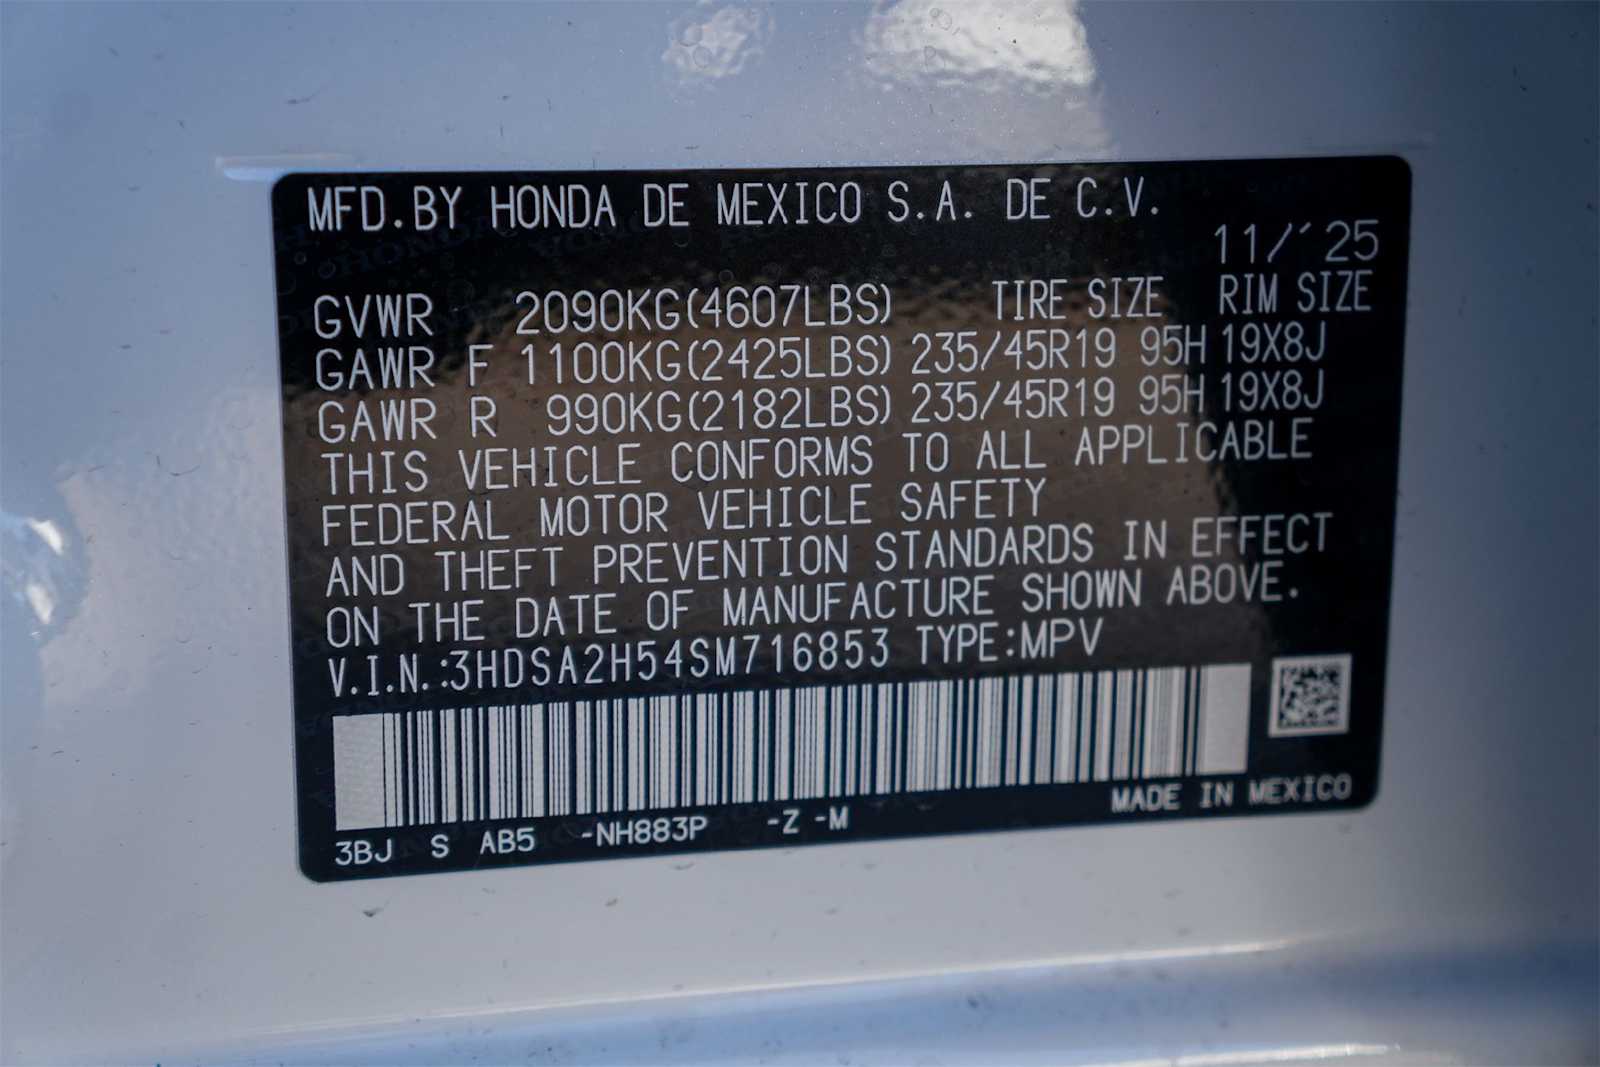 MFD.BY HONDA DE MEXICO S.A. DE C.V.
11/'25
GVWR 2090KG(4607LBS) TIRE SIZE RIM SIZE
GAWR F 1100KG(2425LBS) 235/45R19 95H 19X8J
GAWR R 990KG(2182LBS) 235/45R19 95H 19X8J
THIS VEHICLE CONFORMS TO ALL APPLICABLE
FEDERAL MOTOR VEHICLE SAFETY
AND THEFT PREVENTION STANDARDS IN EFFECT
ON THE DATE OF MANUFACTURE SHOWN ABOVE.
V.I.N.:3HDSA2H54SM716853 TYPE:MPV
MADE IN MEXICO
3BJ S AB5 -NH883P -Z -M